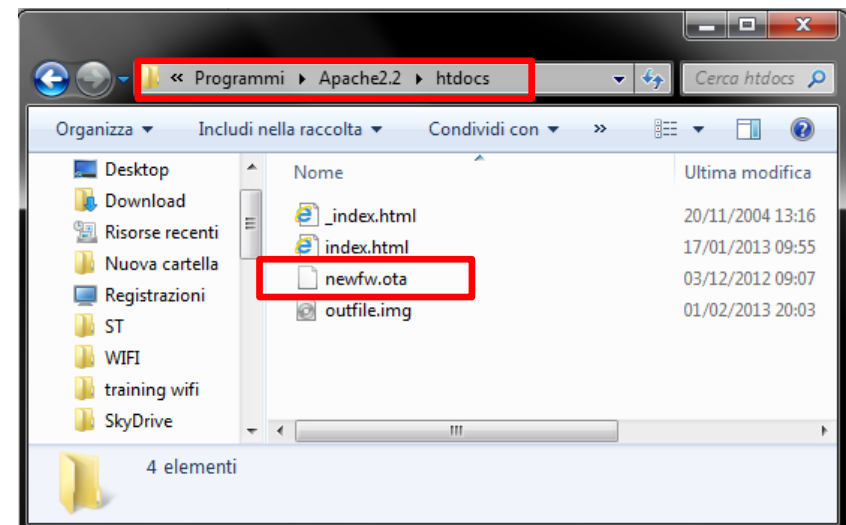 « Programmi ▸ Apache2.2 ▸ htdocs
Cerca htdocs
Organizza Includi nella raccolta Condividi con »
Desktop
Download
Risorse recenti
Nuova cartella
Registrazioni
ST
WIFI
training wifi
SkyDrive
Nome Ultima modifica
_index.html 20/11/2004 13:16
index.html 17/01/2013 09:55
newfw.ota 03/12/2012 09:07
outfile.img 01/02/2013 20:03
4 elementi